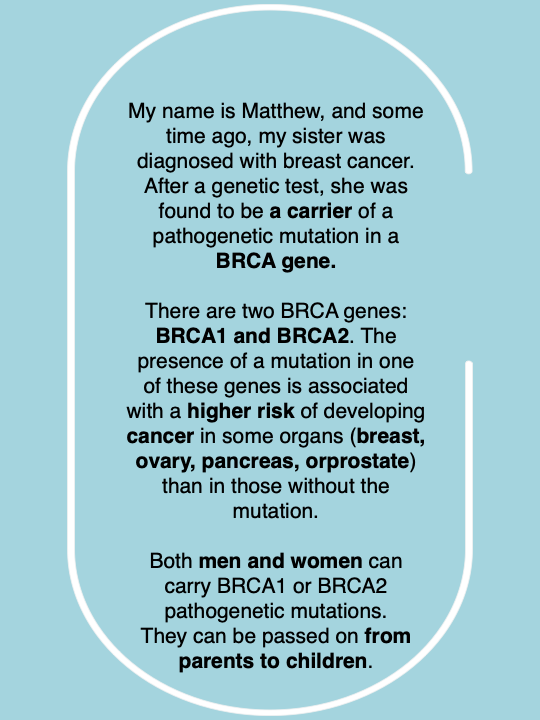 My name is Matthew, and some
time ago, my sister was
diagnosed with breast cancer.
After a genetic test, she was
found to be a carrier of a
pathogenetic mutation in a
BRCA gene.
There are two BRCA genes:
BRCA1 and BRCA2. The
presence of a mutation in one
of these genes is associated
with a higher risk of developing
cancer in some organs (breast,
ovary, pancreas, orprostate)
than in those without the
mutation.
Both men and women can
carry BRCA1 or BRCA2
pathogenetic mutations.
They can be passed on from
parents to children.